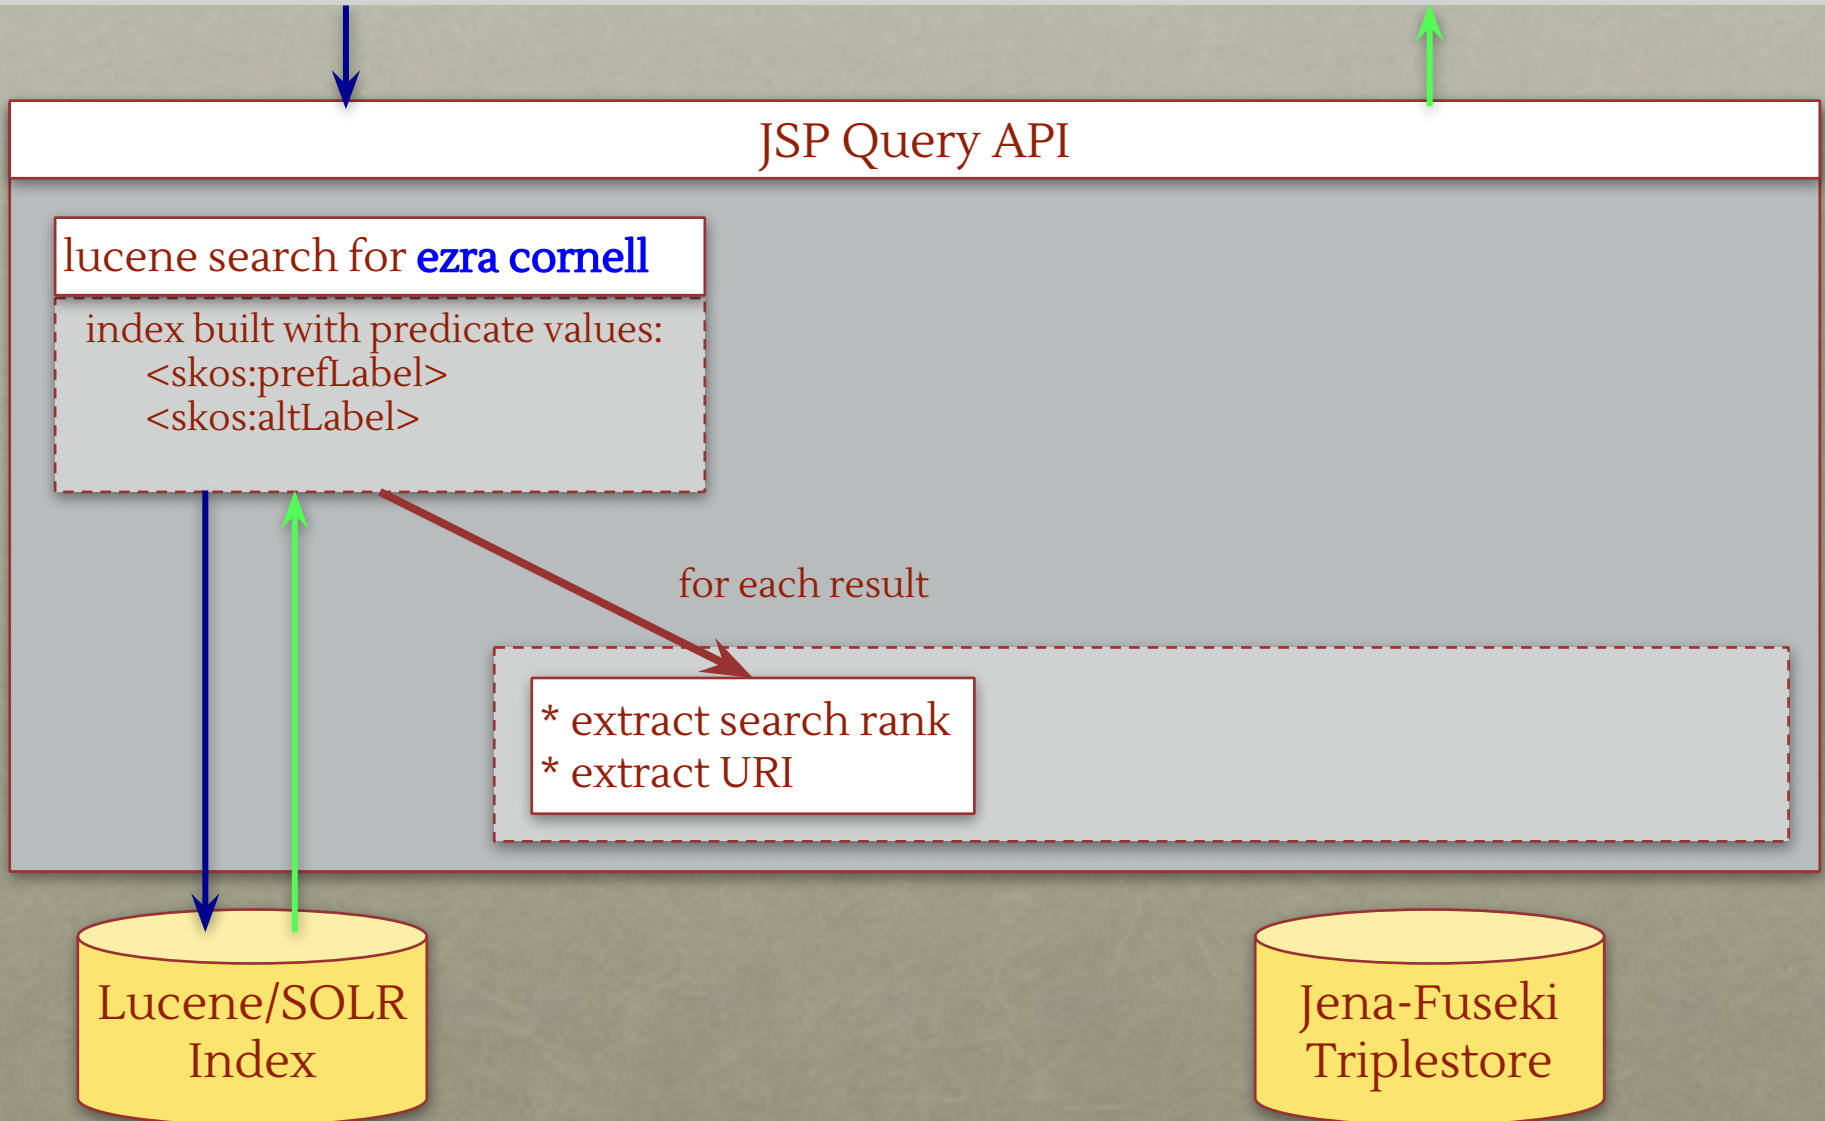 JSP Query API
lucene search for ezra cornell
index built with predicate values:
<skos:prefLabel>
<skos:altLabel>
for each result
* extract search rank
* extract URI
Lucene/SOLR
Index
Jena-Fuseki
Triplestore